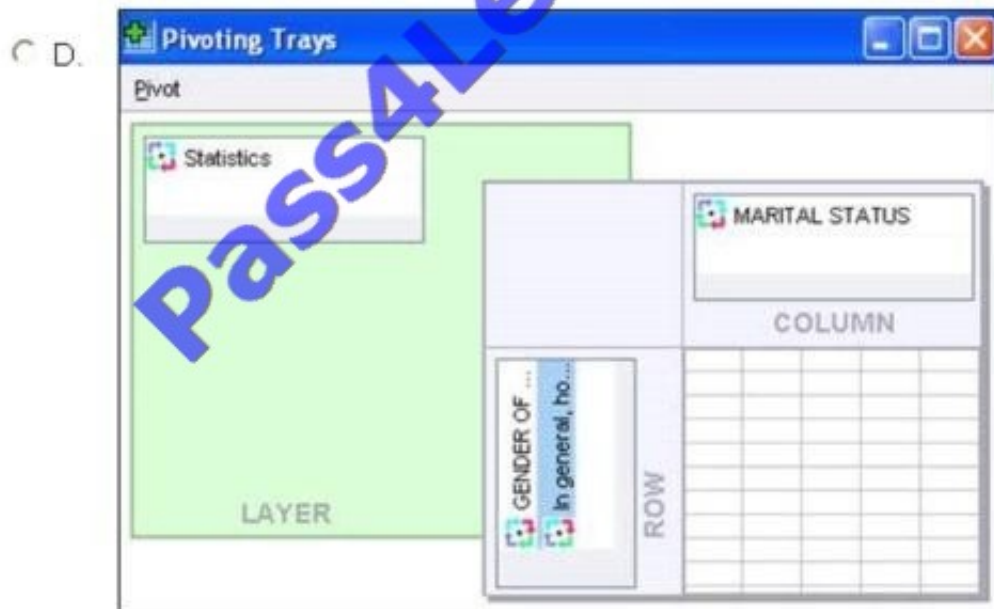 D.
Pivoting Trays
Pivot
Statistics
MARITAL STATUS
COLUMN
GENDER OF ...
In general, ho...
ROW
LAYER
Pass4Le